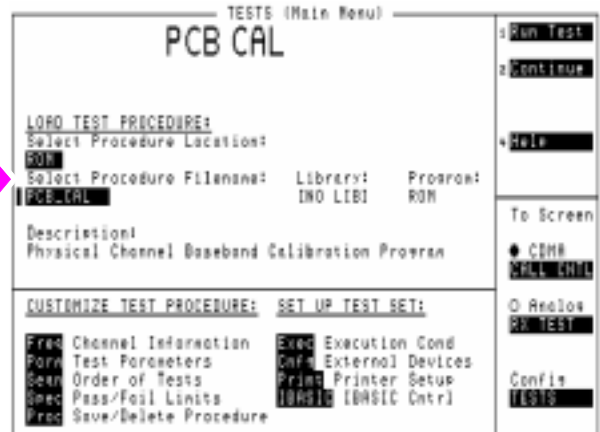 TESTS (Main Menu)
PCB CAL
1 Run Test
2 Continue
LOAD TEST PROCEDURE:
Select Procedure Location:
ROM
4 Help
Select Procedure Filename: Library: Program:
PCB_CAL [NO LIB] ROM
To Screen
Description:
Physical Channel Baseband Calibration Program
CDMA
CALL CNTL
CUSTOMIZE TEST PROCEDURE: SET UP TEST SET:
Analog
RX TEST
Freq Channel Information Exec Execution Cond
Parm Test Parameters Cnfg External Devices
Seqn Order of Tests Print Printer Setup
Config
Spec Pass/Fail Limits IBASIC IBASIC Cntrl
TESTS
Proc Save/Delete Procedure